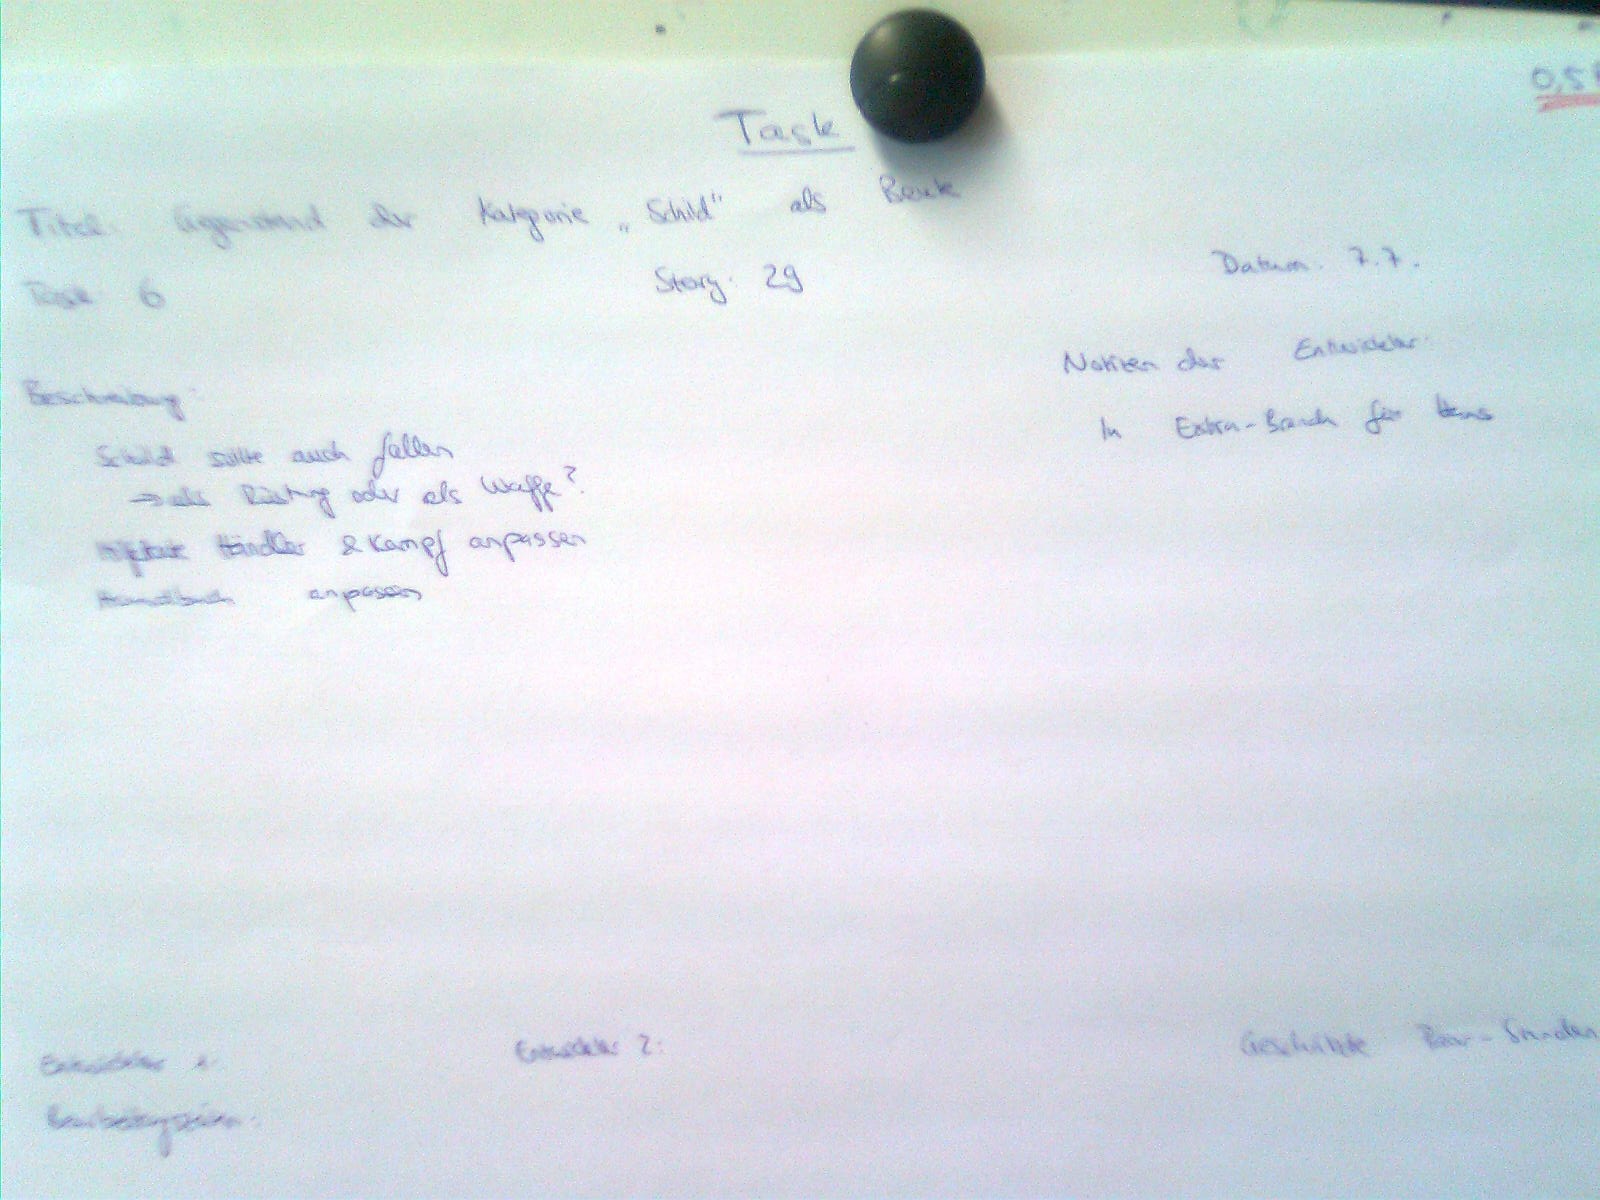 0,5
Task
Titel: Gegenstand der Kategorie „Schild" als Beute
Task: 6 Story: 29 Datum: 7.7.
Notizen der Entwickler:
In Extra-Branch für Items
Beschreibung:
Schild sollte auch fallen
→ als Rüstung oder als Waffe?
Händler & Kampf anpassen
Handbuch anpassen
Entwickler 1: Entwickler 2: Geschätzte Paar-Stunden
Bearbeitungszeiten: